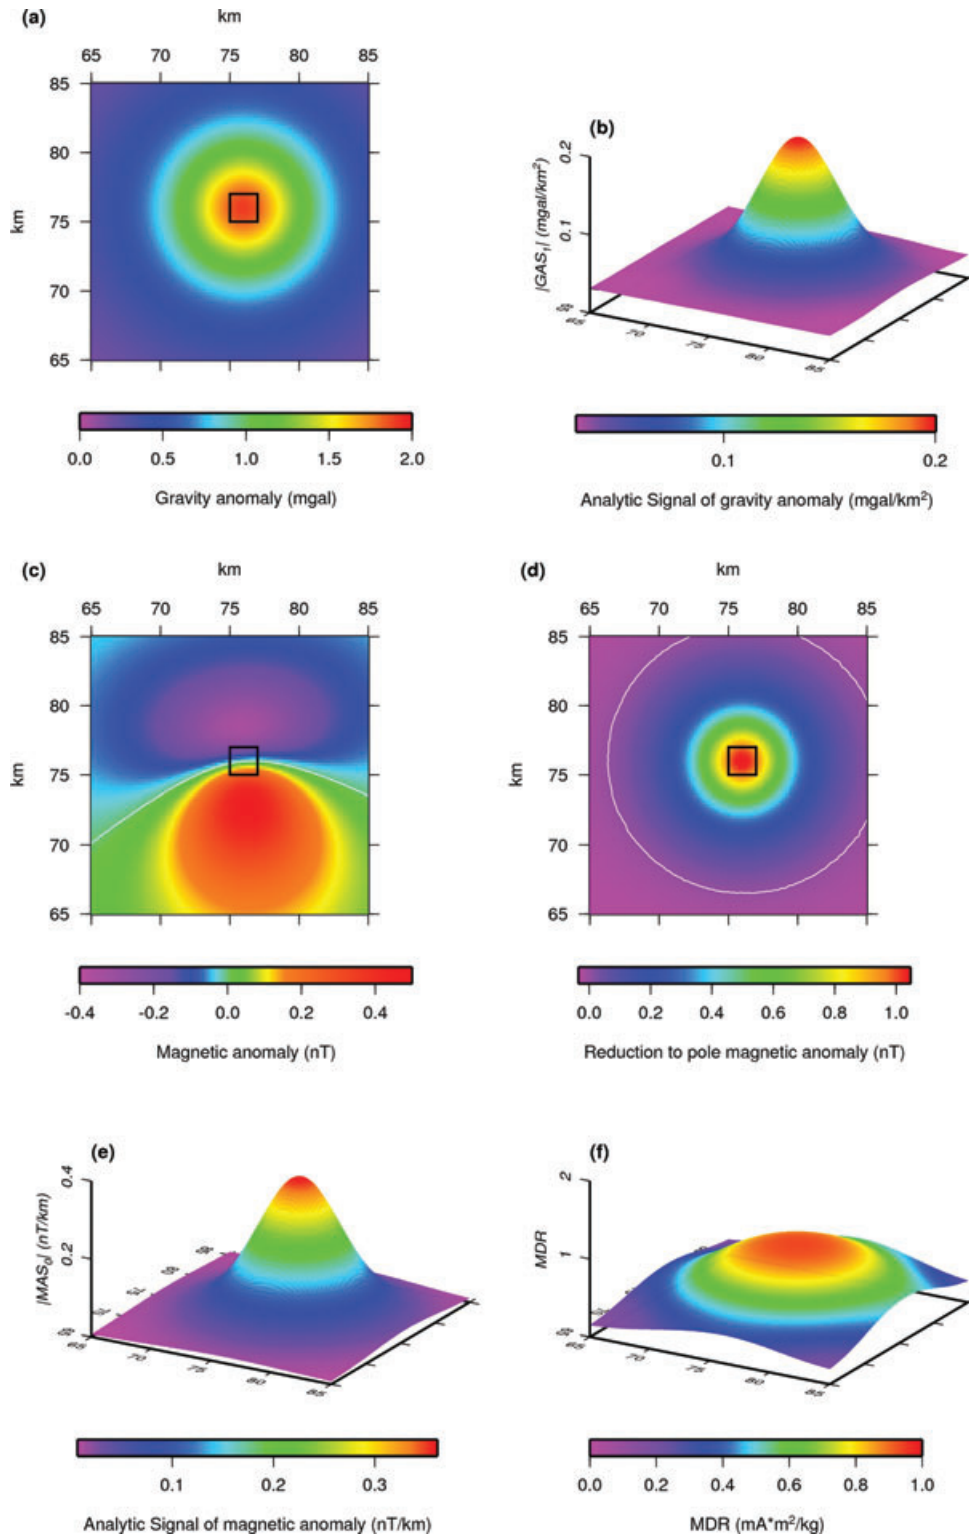 (a)
km
65 70 75 80 85
85
80
km
75
70
65
0.0 0.5 1.0 1.5 2.0
Gravity anomaly (mgal)
(b)
0.2
0.1
|GAS1| (mgal/km2)
65
70
75
80
85
0.1 0.2
Analytic Signal of gravity anomaly (mgal/km2)
(c)
km
65 70 75 80 85
85
80
km
75
70
65
-0.4 -0.2 0.0 0.2 0.4
Magnetic anomaly (nT)
(d)
km
65 70 75 80 85
85
80
km
75
70
65
0.0 0.2 0.4 0.6 0.8 1.0
Reduction to pole magnetic anomaly (nT)
(e)
0.4
0.2
|MAS0| (nT/km)
80
75
70
65
70
75
80
85
0.1 0.2 0.3
Analytic Signal of magnetic anomaly (nT/km)
(f)
2
1
MDR
65
70
75
80
85
0.0 0.2 0.4 0.6 0.8 1.0
MDR (mA*m2/kg)